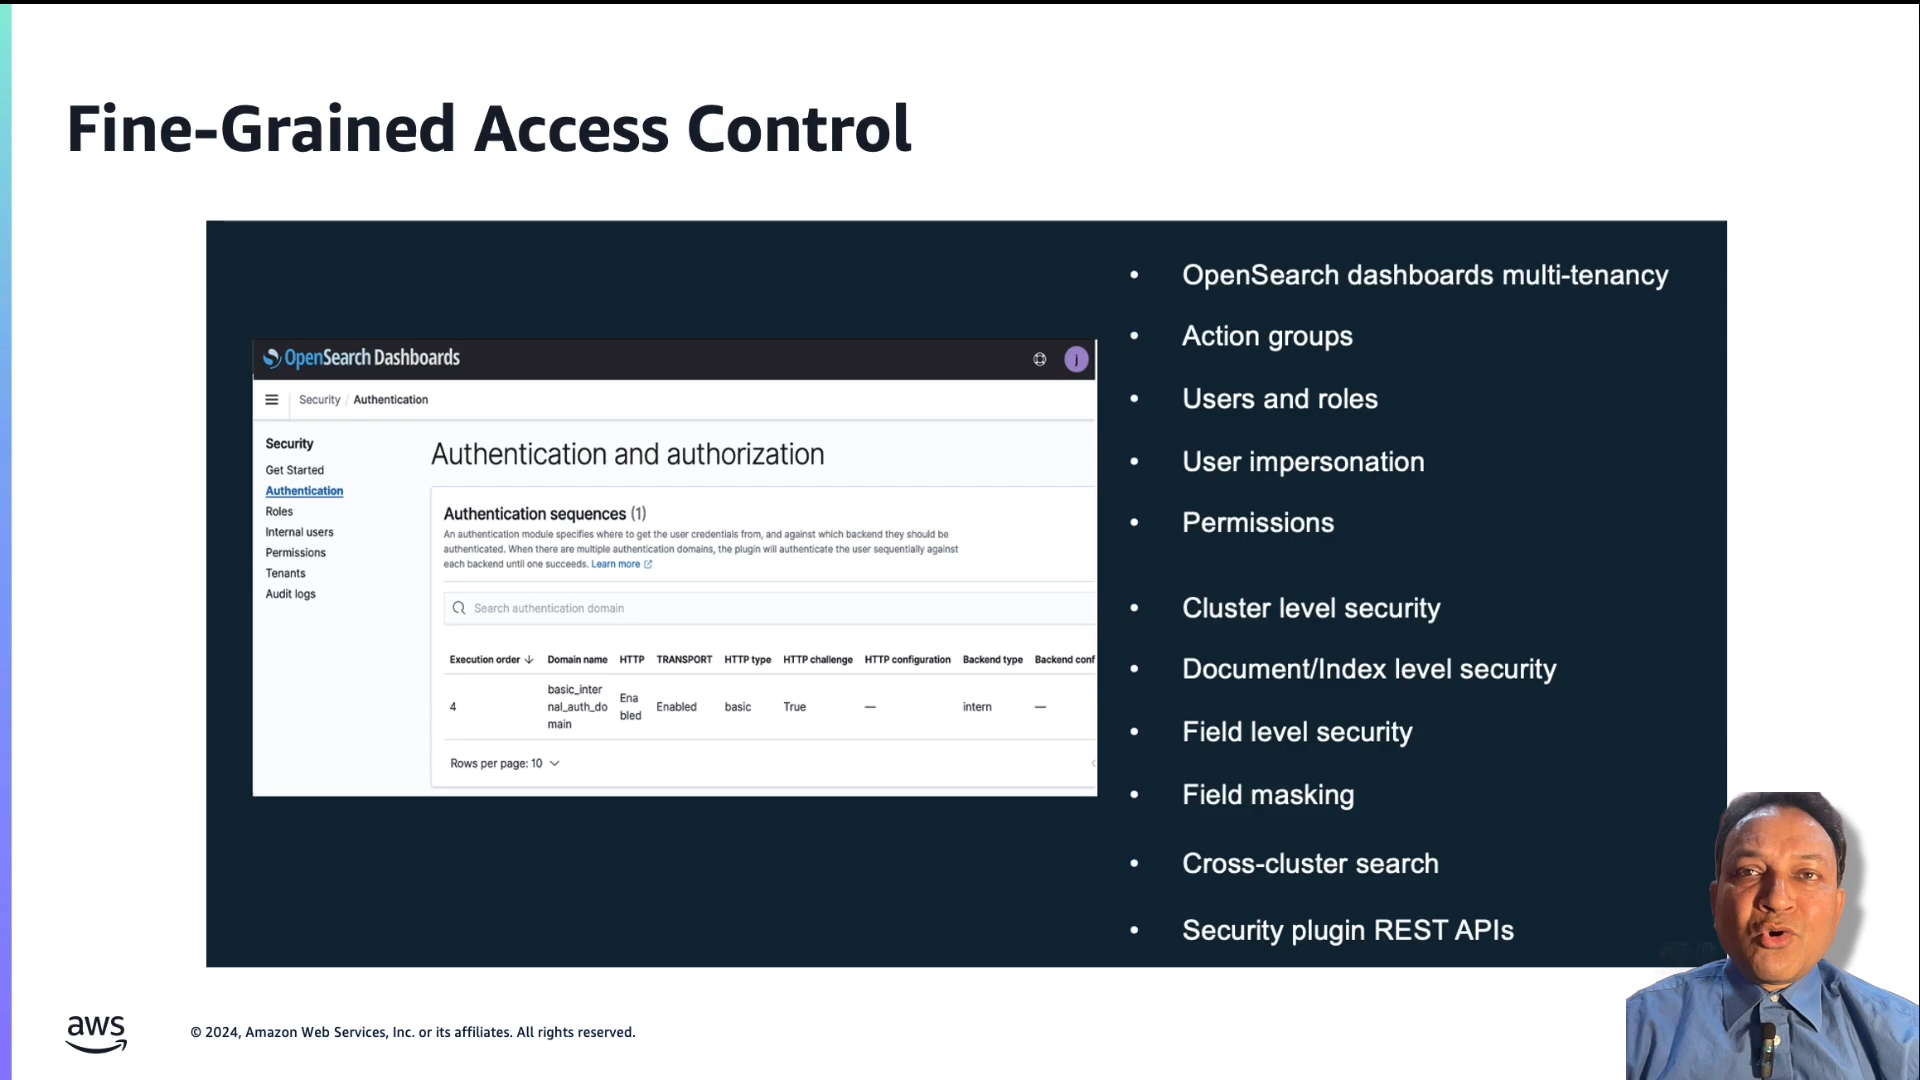 Fine-Grained Access Control
OpenSearch Dashboards
j
Security / Authentication
Security
Get Started
Authentication
Roles
Internal users
Permissions
Tenants
Audit logs
Authentication and authorization
Authentication sequences (1)
An authentication module specifies where to get the user credentials from, and against which backend they should be
authenticated. When there are multiple authentication domains, the plugin will authenticate the user sequentially against
each backend until one succeeds. Learn more
Search authentication domain
Execution order Domain name HTTP TRANSPORT HTTP type HTTP challenge HTTP configuration Backend type Backend conf
4 basic_inter Ena Enabled basic True — intern —
nal_auth_do bled
main
Rows per page: 10
• OpenSearch dashboards multi-tenancy
• Action groups
• Users and roles
• User impersonation
• Permissions
• Cluster level security
• Document/Index level security
• Field level security
• Field masking
• Cross-cluster search
• Security plugin REST APIs
aws
© 2024, Amazon Web Services, Inc. or its affiliates. All rights reserved.